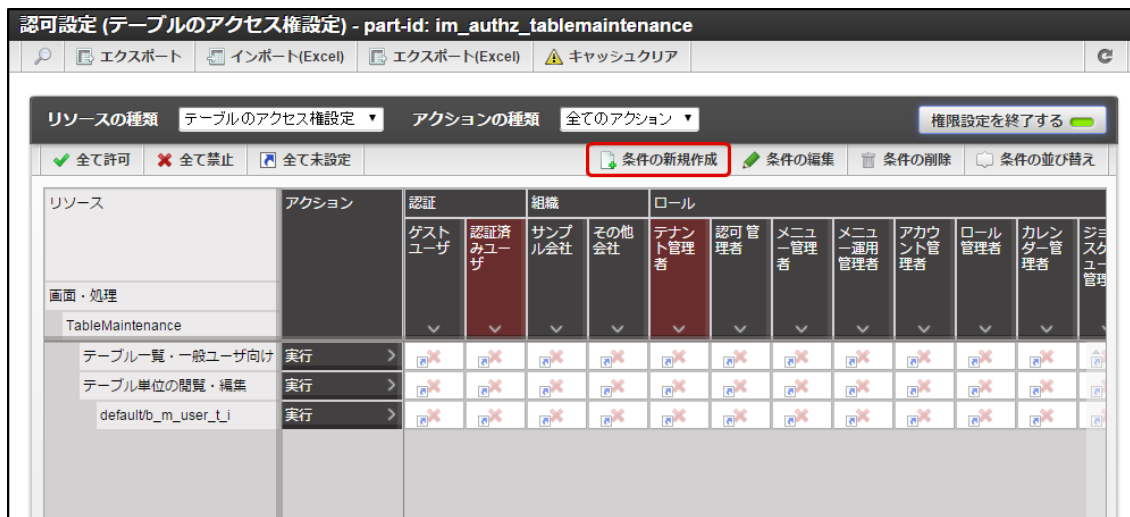 認可設定 (テーブルのアクセス権設定) - part-id: im_authz_tablemaintenance
エクスポート インポート(Excel) エクスポート(Excel) キャッシュクリア
リソースの種類 テーブルのアクセス権設定 アクションの種類 全てのアクション 権限設定を終了する
全て許可 全て禁止 全て未設定 条件の新規作成 条件の編集 条件の削除 条件の並び替え
リソース アクション 認証 組織 ロール
ゲスト
ユーザ
認証済
みユー
ザ
サンプ
ル会社
その他
会社
テナン
ト管理
者
認可 管
理者
メニュ
ー管理
者
メニュ
ー運用
管理者
アカウ
ント管
理者
ロール
管理者
カレン
ダー管
理者
ジョ
スケ
ュー
管理
画面・処理
TableMaintenance
テーブル一覧・一般ユーザ向け 実行
テーブル単位の閲覧・編集 実行
default/b_m_user_t_i 実行